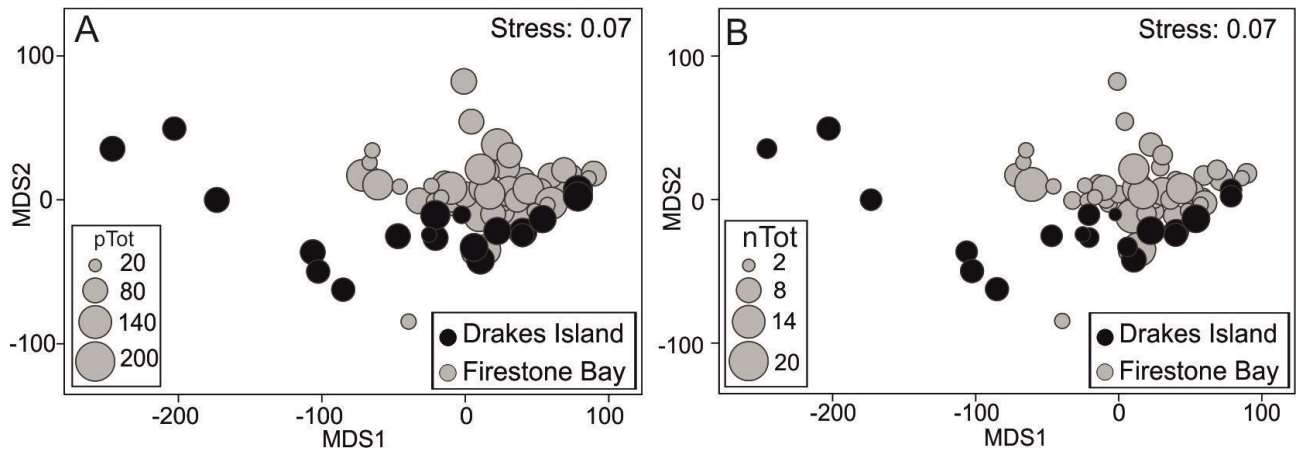 A
Stress: 0.07
100
0
-100
MDS2
pTot
20
80
140
200
Drakes Island
Firestone Bay
-200
-100
0
100
MDS1
B
Stress: 0.07
100
0
-100
MDS2
nTot
2
8
14
20
Drakes Island
Firestone Bay
-200
-100
0
100
MDS1